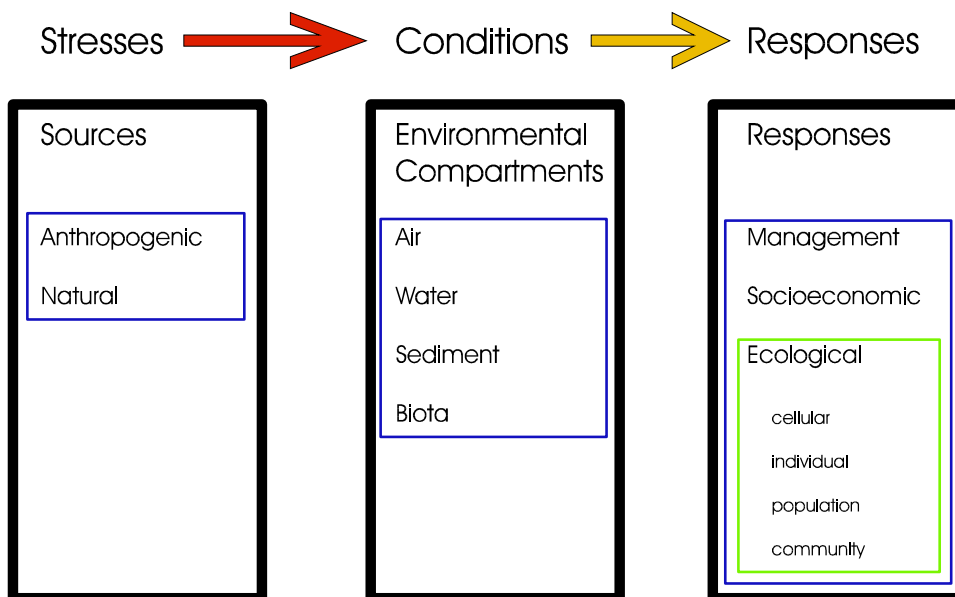 Stresses
Conditions
Responses
Sources
Anthropogenic
Natural
Environmental
Compartments
Air
Water
Sediment
Biota
Responses
Management
Socioeconomic
Ecological
cellular
individual
population
community